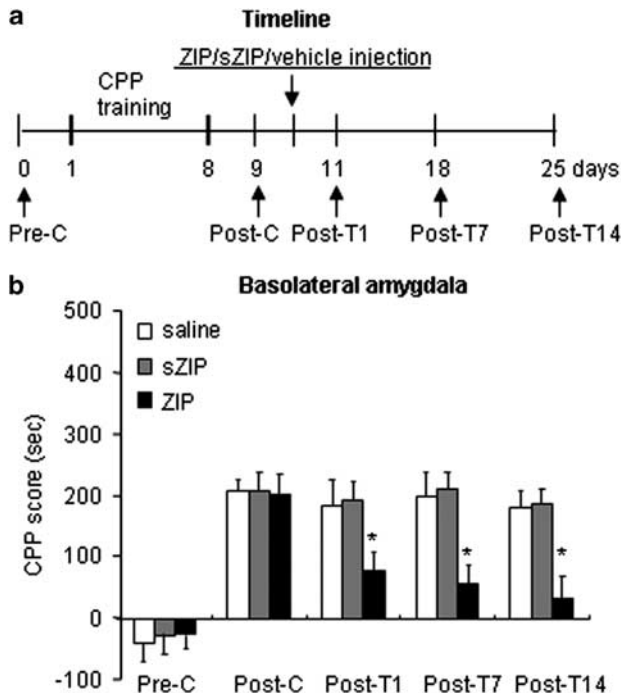 a
Timeline
ZIP/sZIP/vehicle injection
CPP
training
0 1 8 9 11 18 25 days
Pre-C Post-C Post-T1 Post-T7 Post-T14
b
Basolateral amygdala
saline
sZIP
ZIP
CPP score (sec)
500
400
300
200
100
0
-100
* * *
Pre-C Post-C Post-T1 Post-T7 Post-T14